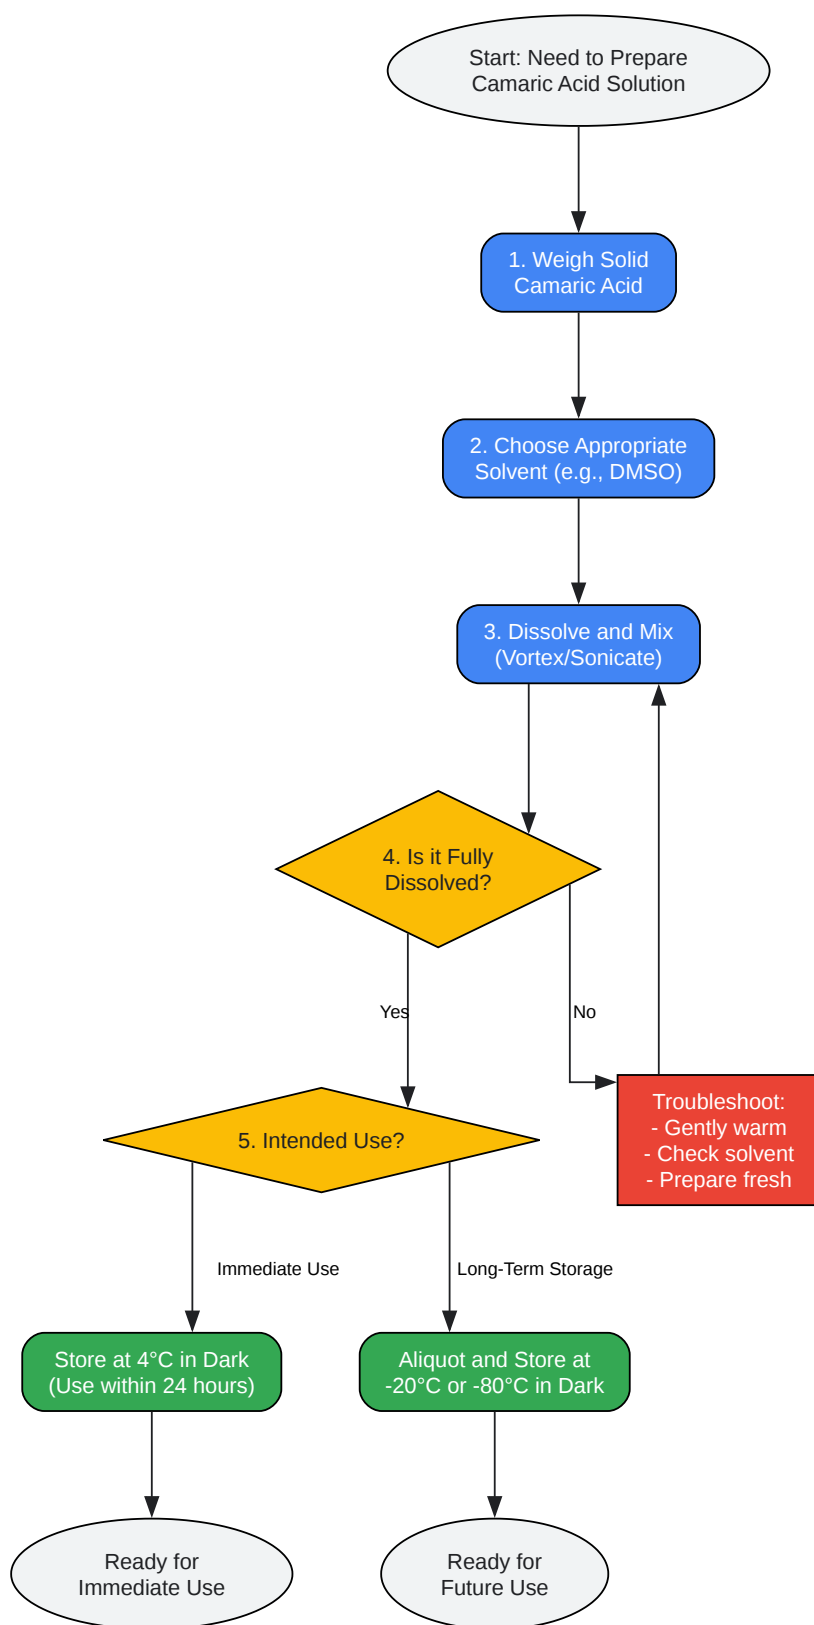 Start: Need to Prepare
Camaric Acid Solution
1. Weigh Solid
Camaric Acid
2. Choose Appropriate
Solvent (e.g., DMSO)
3. Dissolve and Mix
(Vortex/Sonicate)
4. Is it Fully
Dissolved?
Yes
No
Troubleshoot:
- Gently warm
- Check solvent
- Prepare fresh
5. Intended Use?
Immediate Use
Long-Term Storage
Store at 4°C in Dark
(Use within 24 hours)
Aliquot and Store at
-20°C or -80°C in Dark
Ready for
Immediate Use
Ready for
Future Use